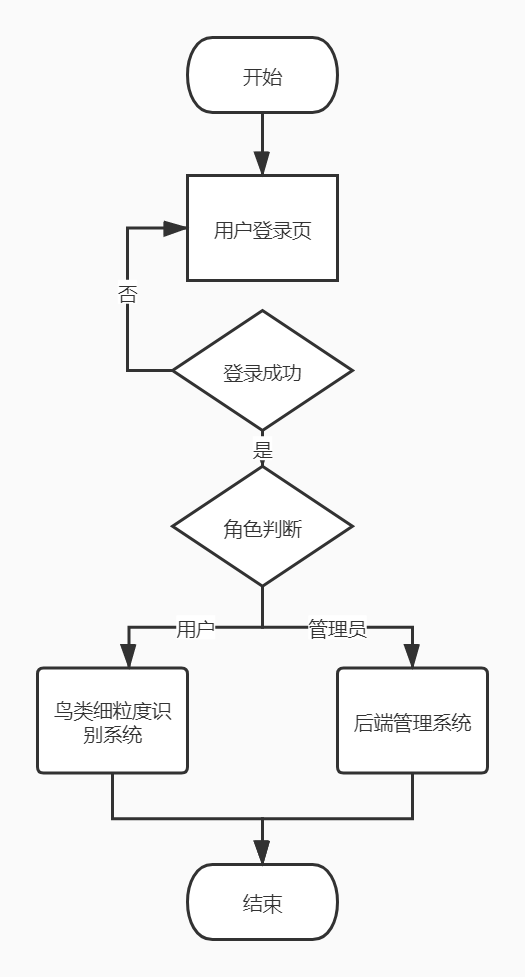 开始
用户登录页
否
登录成功
是
角色判断
用户
管理员
鸟类细粒度识
别系统
后端管理系统
结束